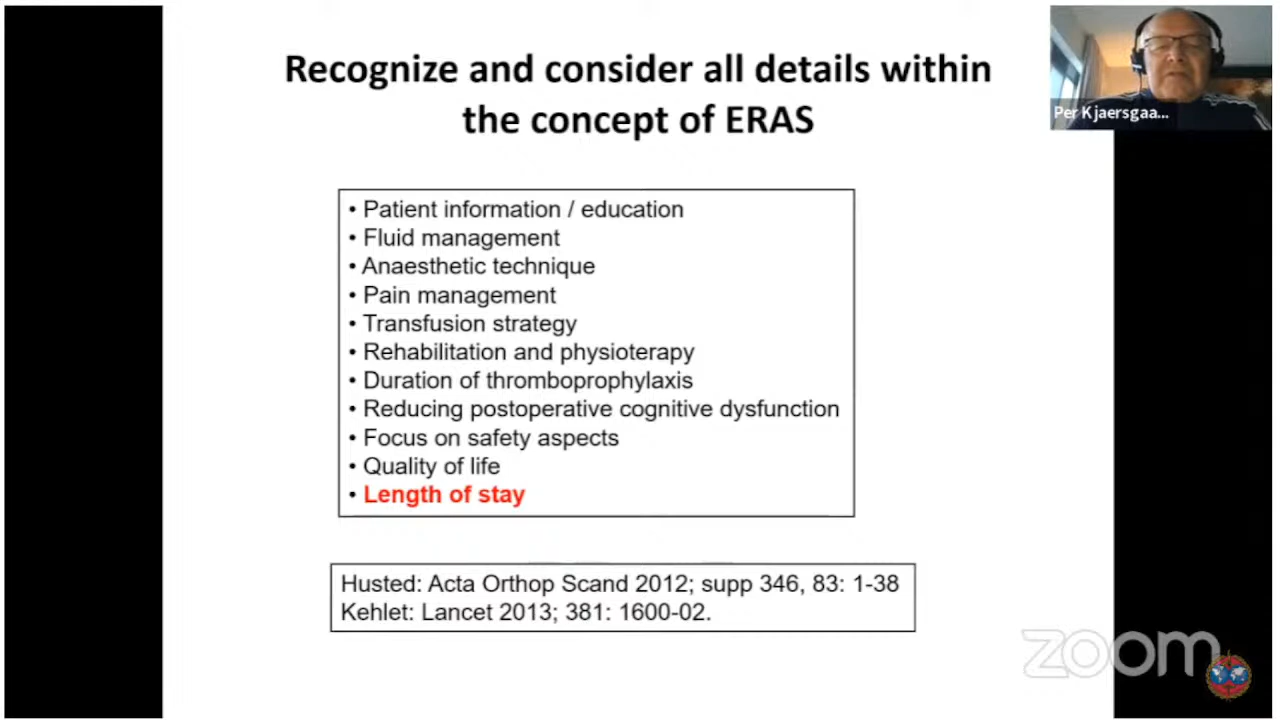 Recognize and consider all details within
the concept of ERAS
Per Kjaersgaa...
• Patient information / education
• Fluid management
• Anaesthetic technique
• Pain management
• Transfusion strategy
• Rehabilitation and physioterapy
• Duration of thromboprophylaxis
• Reducing postoperative cognitive dysfunction
• Focus on safety aspects
• Quality of life
• Length of stay
Husted: Acta Orthop Scand 2012; supp 346, 83: 1-38
Kehlet: Lancet 2013; 381: 1600-02.
zoom